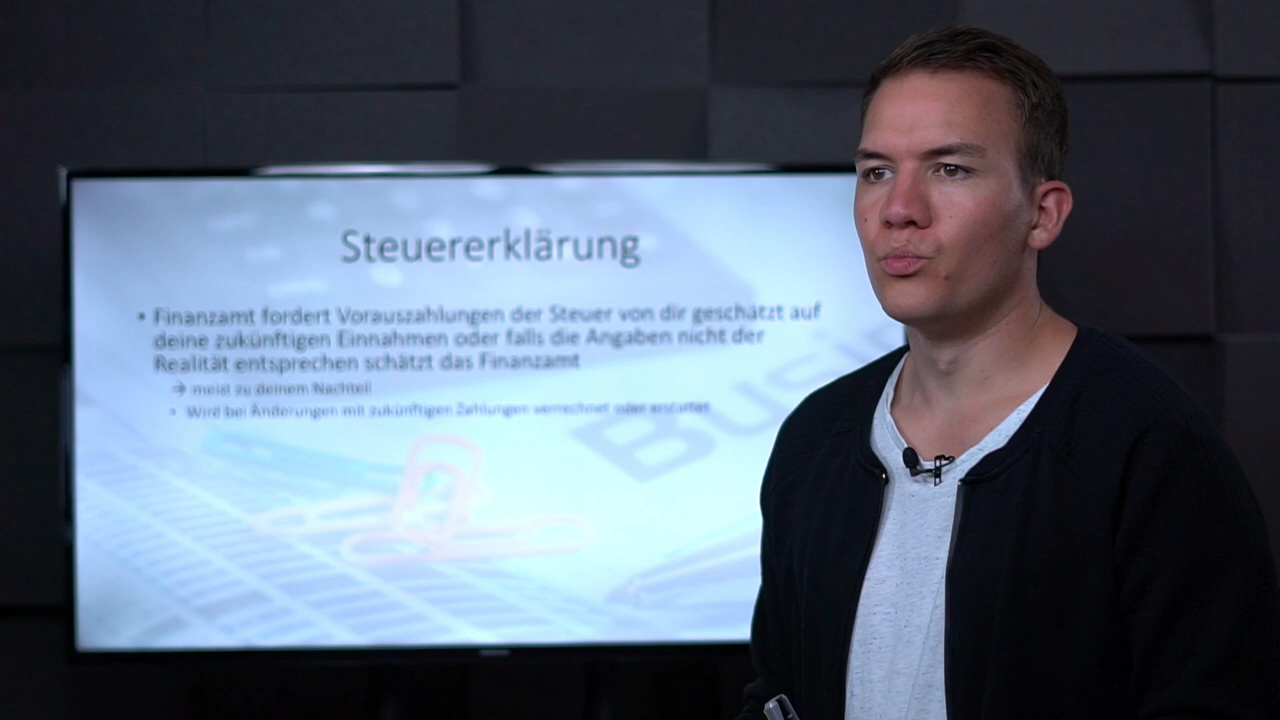 Steuererklärung
• Finanzamt fordert Vorauszahlungen der Steuer von dir geschätzt auf
deine zukünftigen Einnahmen oder falls die Angaben nicht der
Realität entsprechen schätzt das Finanzamt
→ meist zu deinem Nachteil
• Wird bei Änderungen mit zukünftigen Zahlungen verrechnet oder erstattet
Busin